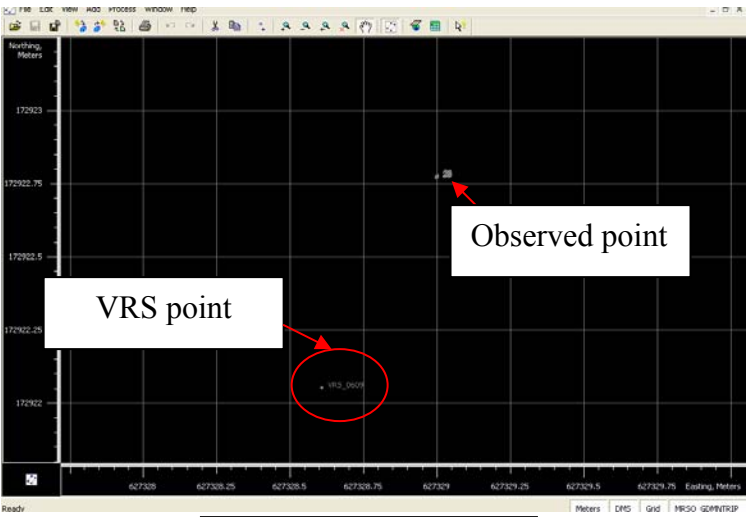 File Edit View Add Process Window Help
Northing,
Meters
172923
28
172922.75
Observed point
172922.5
VRS point
172922.25
VRS_0609
172922
627328 627328.25 627328.5 627328.75 627329 627329.25 627329.5 627329.75 Easting, Meters
Ready Meters DMS Grid MRSO GDMNTRIP